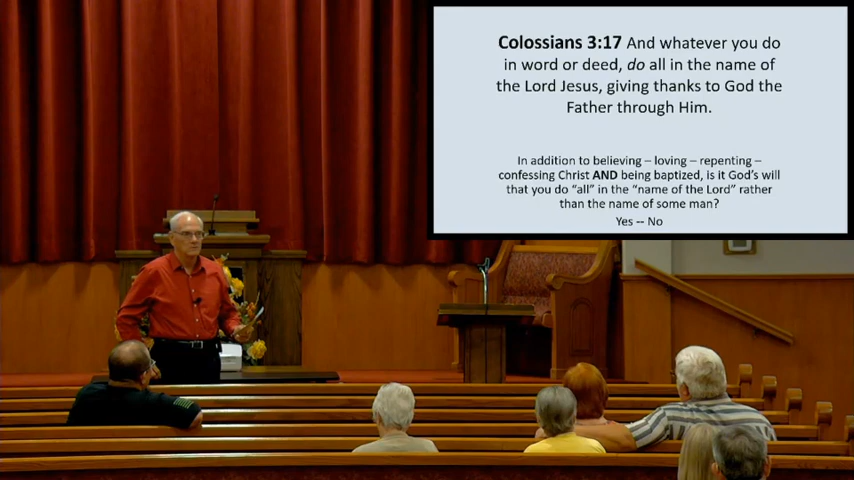 Colossians 3:17 And whatever you do
in word or deed, do all in the name of
the Lord Jesus, giving thanks to God the
Father through Him.
In addition to believing – loving – repenting –
confessing Christ AND being baptized, is it God's will
that you do “all” in the “name of the Lord” rather
than the name of some man?
Yes -- No